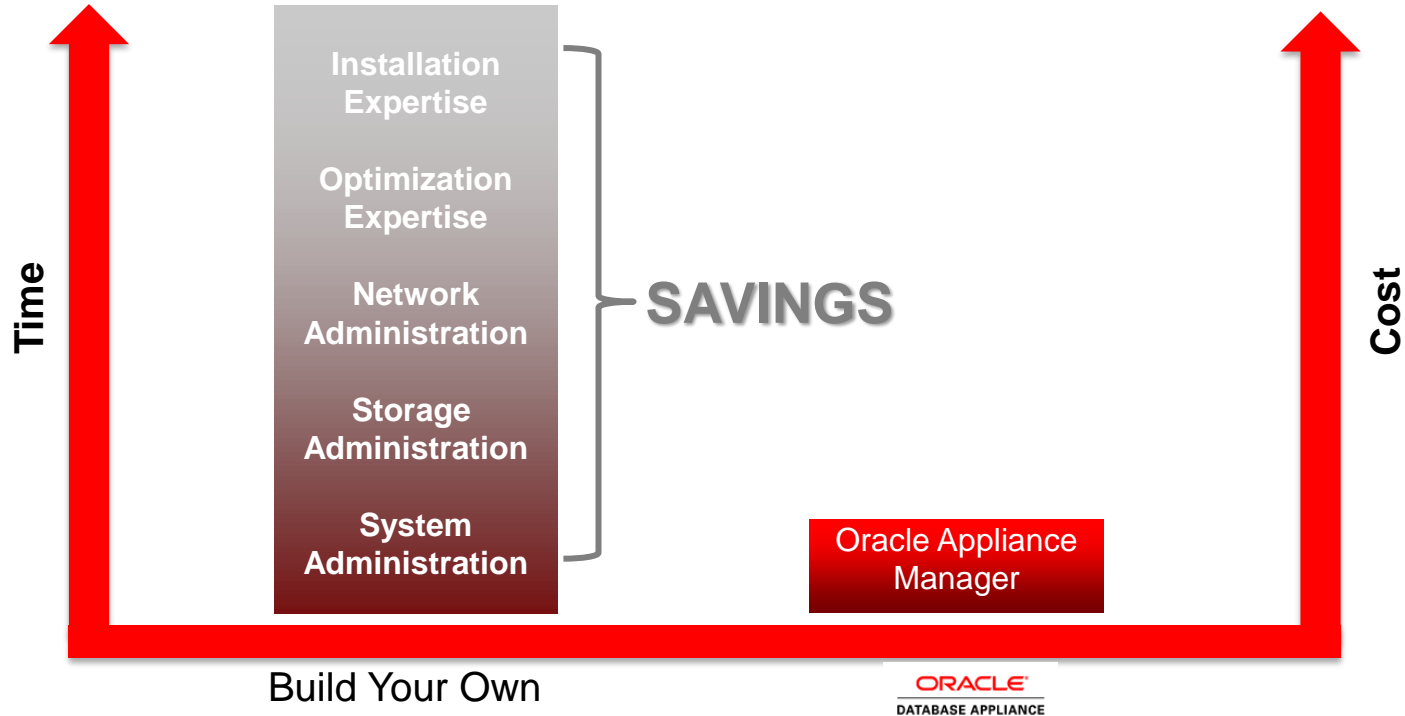 Time
Installation
Expertise
Optimization
Expertise
Network
Administration
Storage
Administration
System
Administration
SAVINGS
Oracle Appliance
Manager
Cost
Build Your Own
ORACLE®
DATABASE APPLIANCE